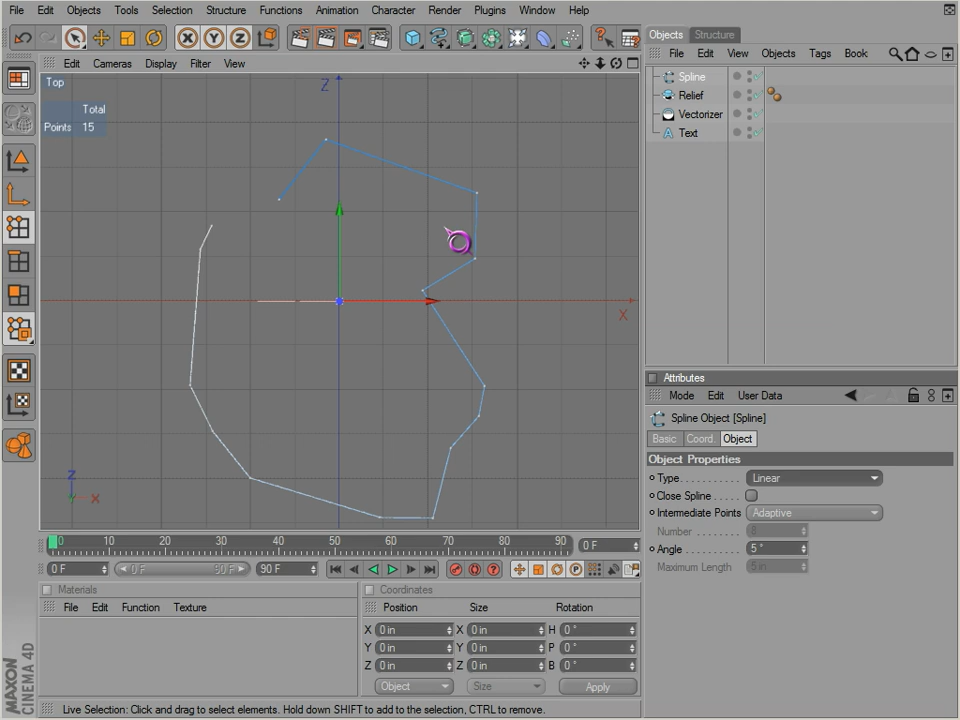 File Edit Objects Tools Selection Structure Functions Animation Character Render Plugins Window Help
Edit Cameras Display Filter View
Top
Total
Points 15
Z
X
Z
X
Objects Structure
File Edit View Objects Tags Book
Spline
Relief
Vectorizer
Text
Attributes
Mode Edit User Data
Spline Object [Spline]
Basic Coord. Object
Object Properties
Type Linear
Close Spline
Intermediate Points Adaptive
Number 8
Angle 5 °
Maximum Length 5 in
0 10 20 30 40 50 60 70 80 90 0 F
0 F 0 F 90 F 90 F
Materials
File Edit Function Texture
Coordinates
Position Size Rotation
X 0 in X 0 in H 0 °
Y 0 in Y 0 in P 0 °
Z 0 in Z 0 in B 0 °
Object Size Apply
MAXON
CINEMA 4D
Live Selection: Click and drag to select elements. Hold down SHIFT to add to the selection, CTRL to remove.